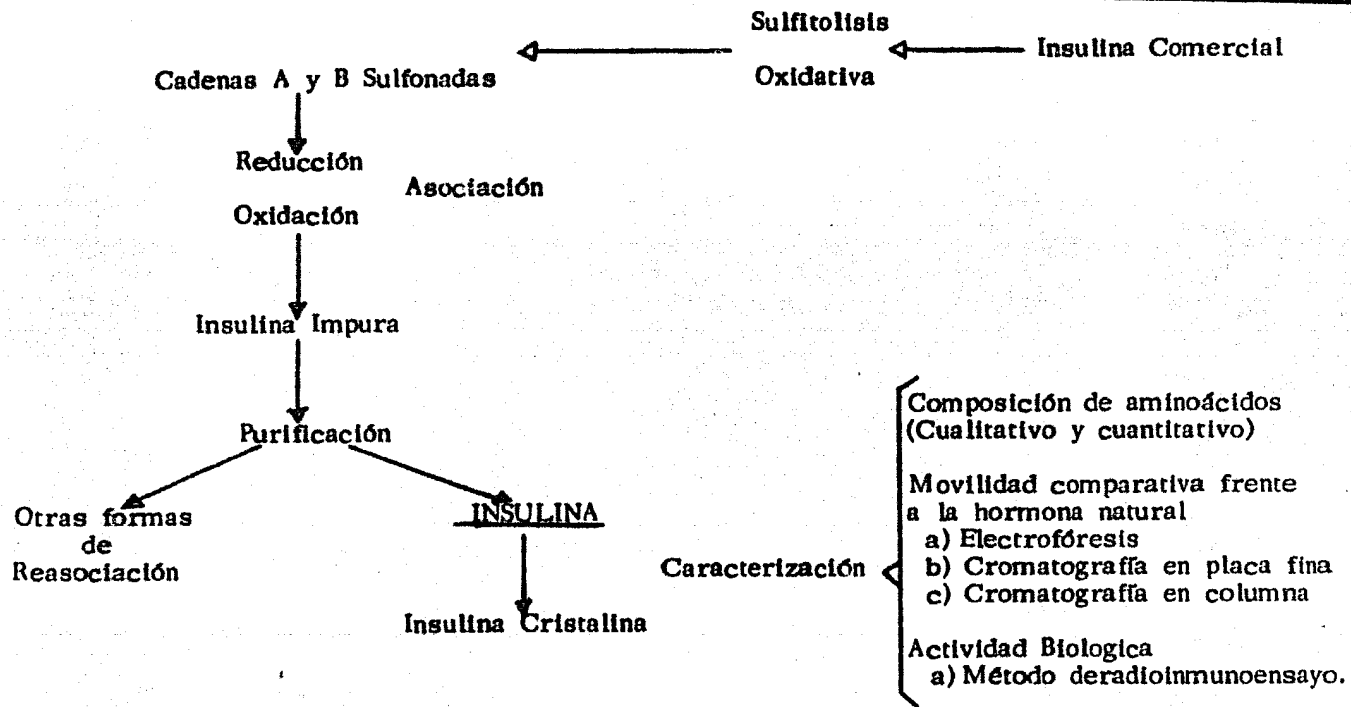 Sulfitolisis
Oxidativa
Insulina Comercial
Cadenas A y B Sulfonadas
Reducción
Asociación
Oxidación
Insulina Impura
Purificación
Otras formas
de
Reasociación
INSULINA
Insulina Cristalina
Caracterización
Composición de aminoácidos
(Cualitativo y cuantitativo)
Movilidad comparativa frente
a la hormona natural
a) Electrofóresis
b) Cromatografía en placa fina
c) Cromatografía en columna
Actividad Biologica
a) Método deradioinmunoensayo.